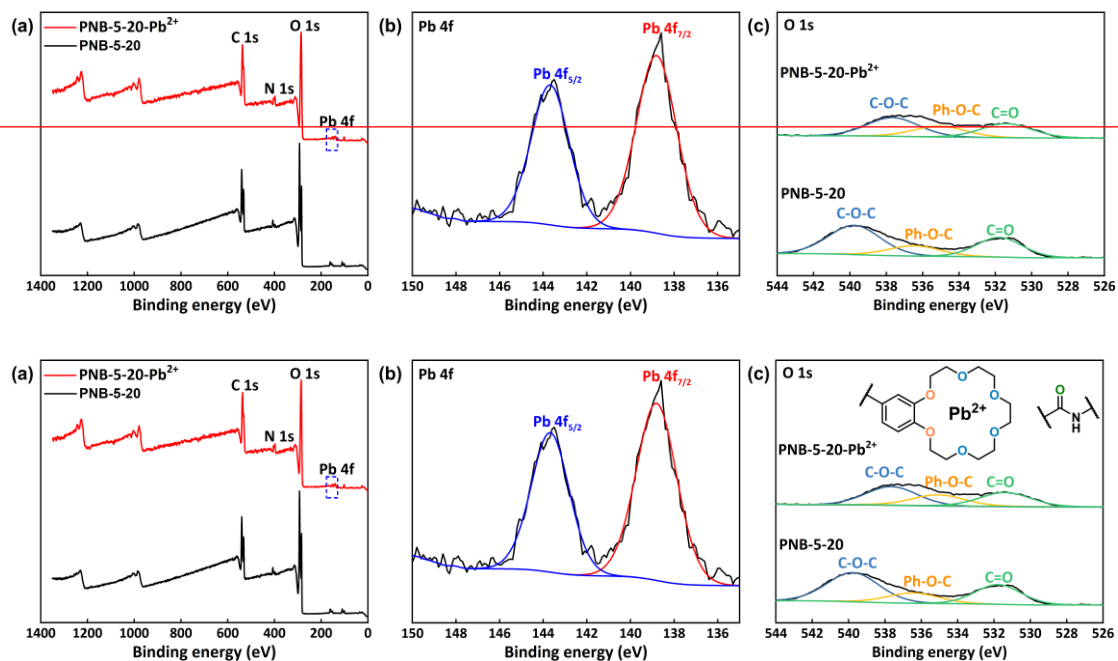 (a)
PNB-5-20-Pb²⁺
PNB-5-20
C 1s
O 1s
N 1s
Pb 4f
1400 1200 1000 800 600 400 200 0
Binding energy (eV)
(b)
Pb 4f
Pb 4f₅/₂
Pb 4f₇/₂
150 148 146 144 142 140 138 136
Binding energy (eV)
(c)
O 1s
PNB-5-20-Pb²⁺
C-O-C
Ph-O-C
C=O
PNB-5-20
C-O-C
Ph-O-C
C=O
544 542 540 538 536 534 532 530 528 526
Binding energy (eV)
(a)
PNB-5-20-Pb²⁺
PNB-5-20
C 1s
O 1s
N 1s
Pb 4f
1400 1200 1000 800 600 400 200 0
Binding energy (eV)
(b)
Pb 4f
Pb 4f₅/₂
Pb 4f₇/₂
150 148 146 144 142 140 138 136
Binding energy (eV)
(c)
O 1s
O O
O O
O O
Pb²⁺
O
N
H
PNB-5-20-Pb²⁺
C-O-C
Ph-O-C
C=O
PNB-5-20
C-O-C
Ph-O-C
C=O
544 542 540 538 536 534 532 530 528 526
Binding energy (eV)